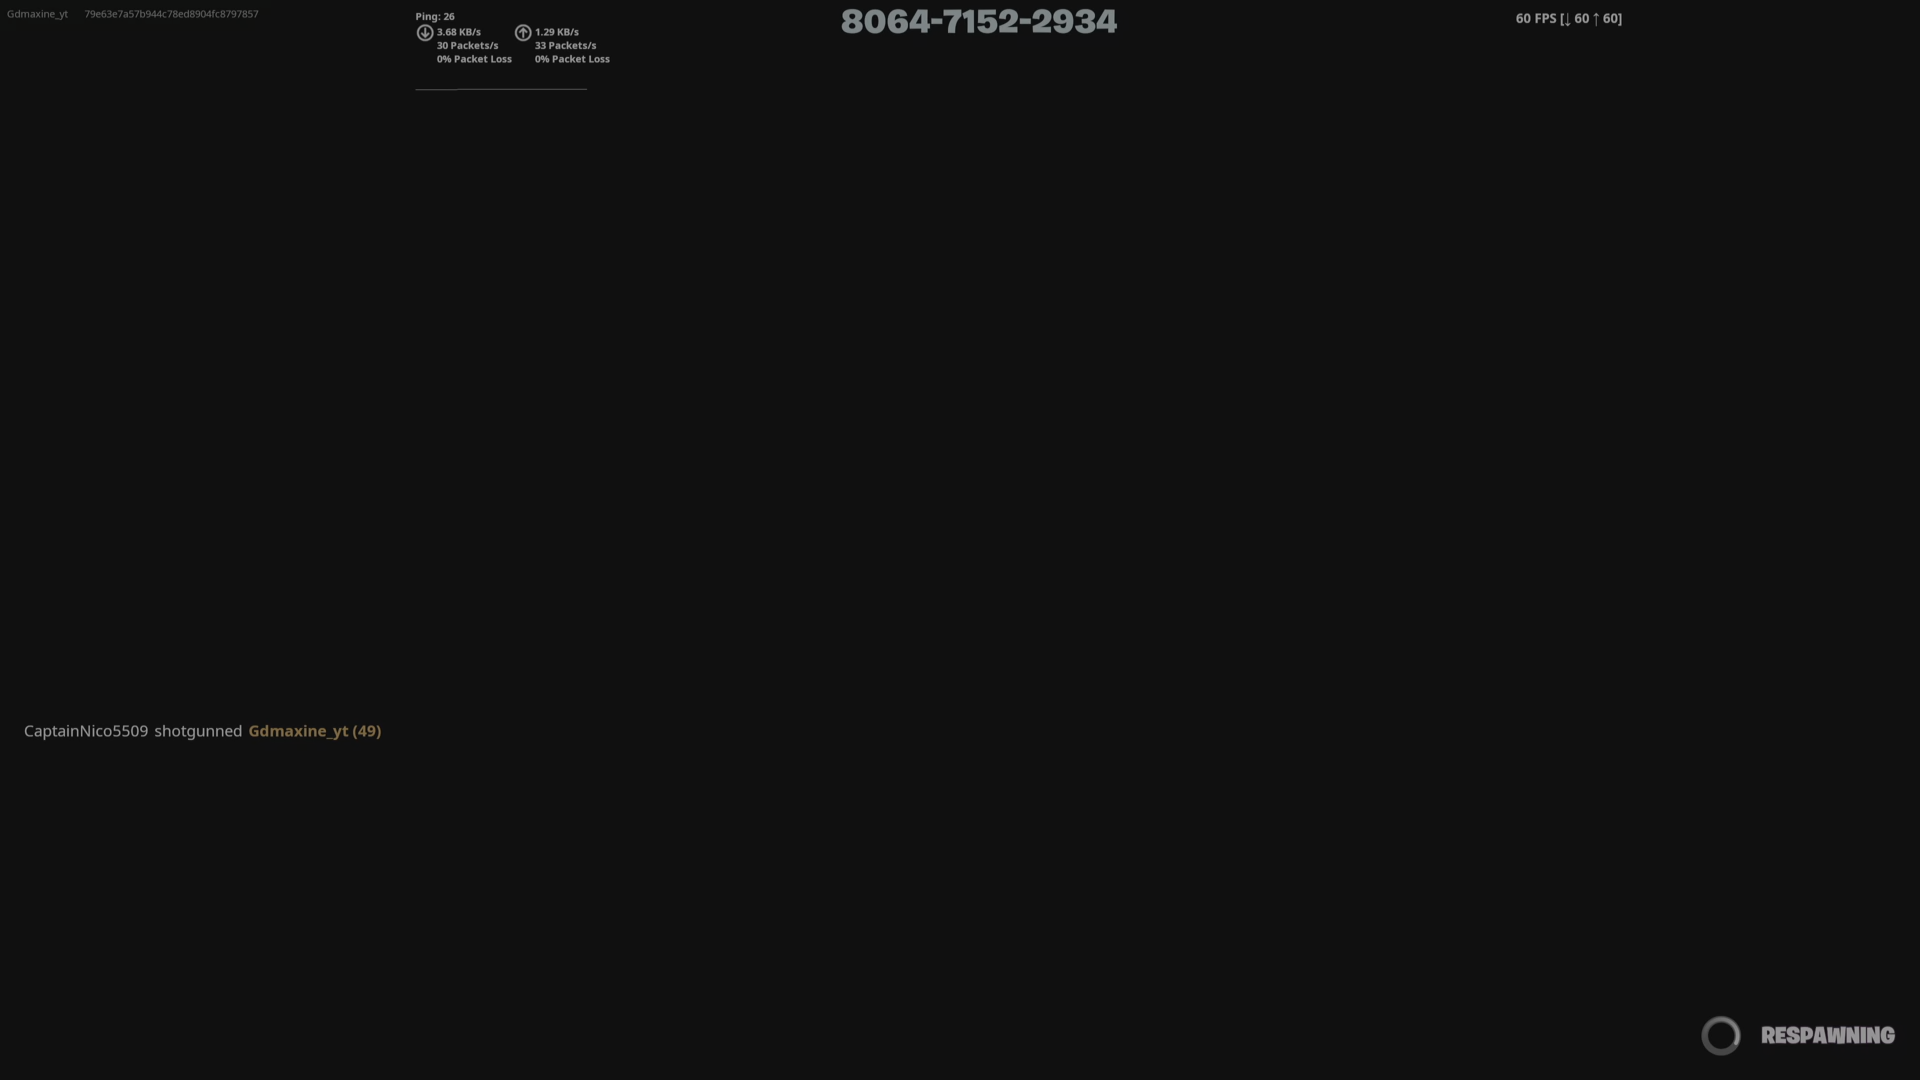 Gdmaxine_yt 79e63e7a57b944c78ed8904fc8797857
Ping: 26
3.68 KB/s 1.29 KB/s
30 Packets/s 33 Packets/s
0% Packet Loss 0% Packet Loss
8064-7152-2934
60 FPS [↓ 60 ↑ 60]
CaptainNico5509 shotgunned Gdmaxine_yt (49)
RESPAWNING